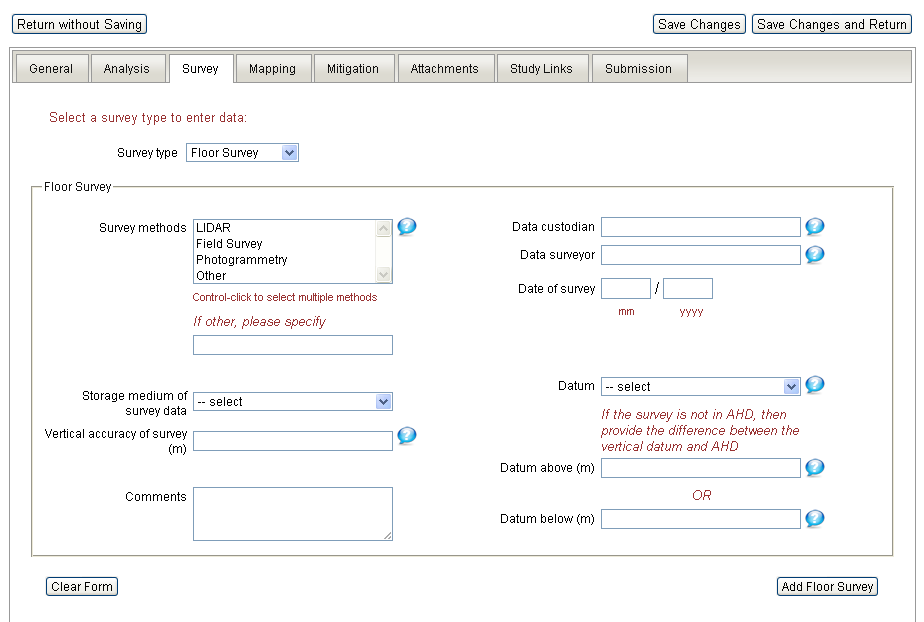 Return without Saving
Save Changes
Save Changes and Return
General
Analysis
Survey
Mapping
Mitigation
Attachments
Study Links
Submission
Select a survey type to enter data:
Survey type
Floor Survey
Floor Survey
Survey methods
LIDAR
Field Survey
Photogrammetry
Other
Control-click to select multiple methods
If other, please specify
Storage medium of
survey data
-- select
Vertical accuracy of survey
(m)
Comments
Data custodian
Data surveyor
Date of survey
/
mm
yyyy
Datum
-- select
If the survey is not in AHD, then
provide the difference between the
vertical datum and AHD
Datum above (m)
OR
Datum below (m)
Clear Form
Add Floor Survey